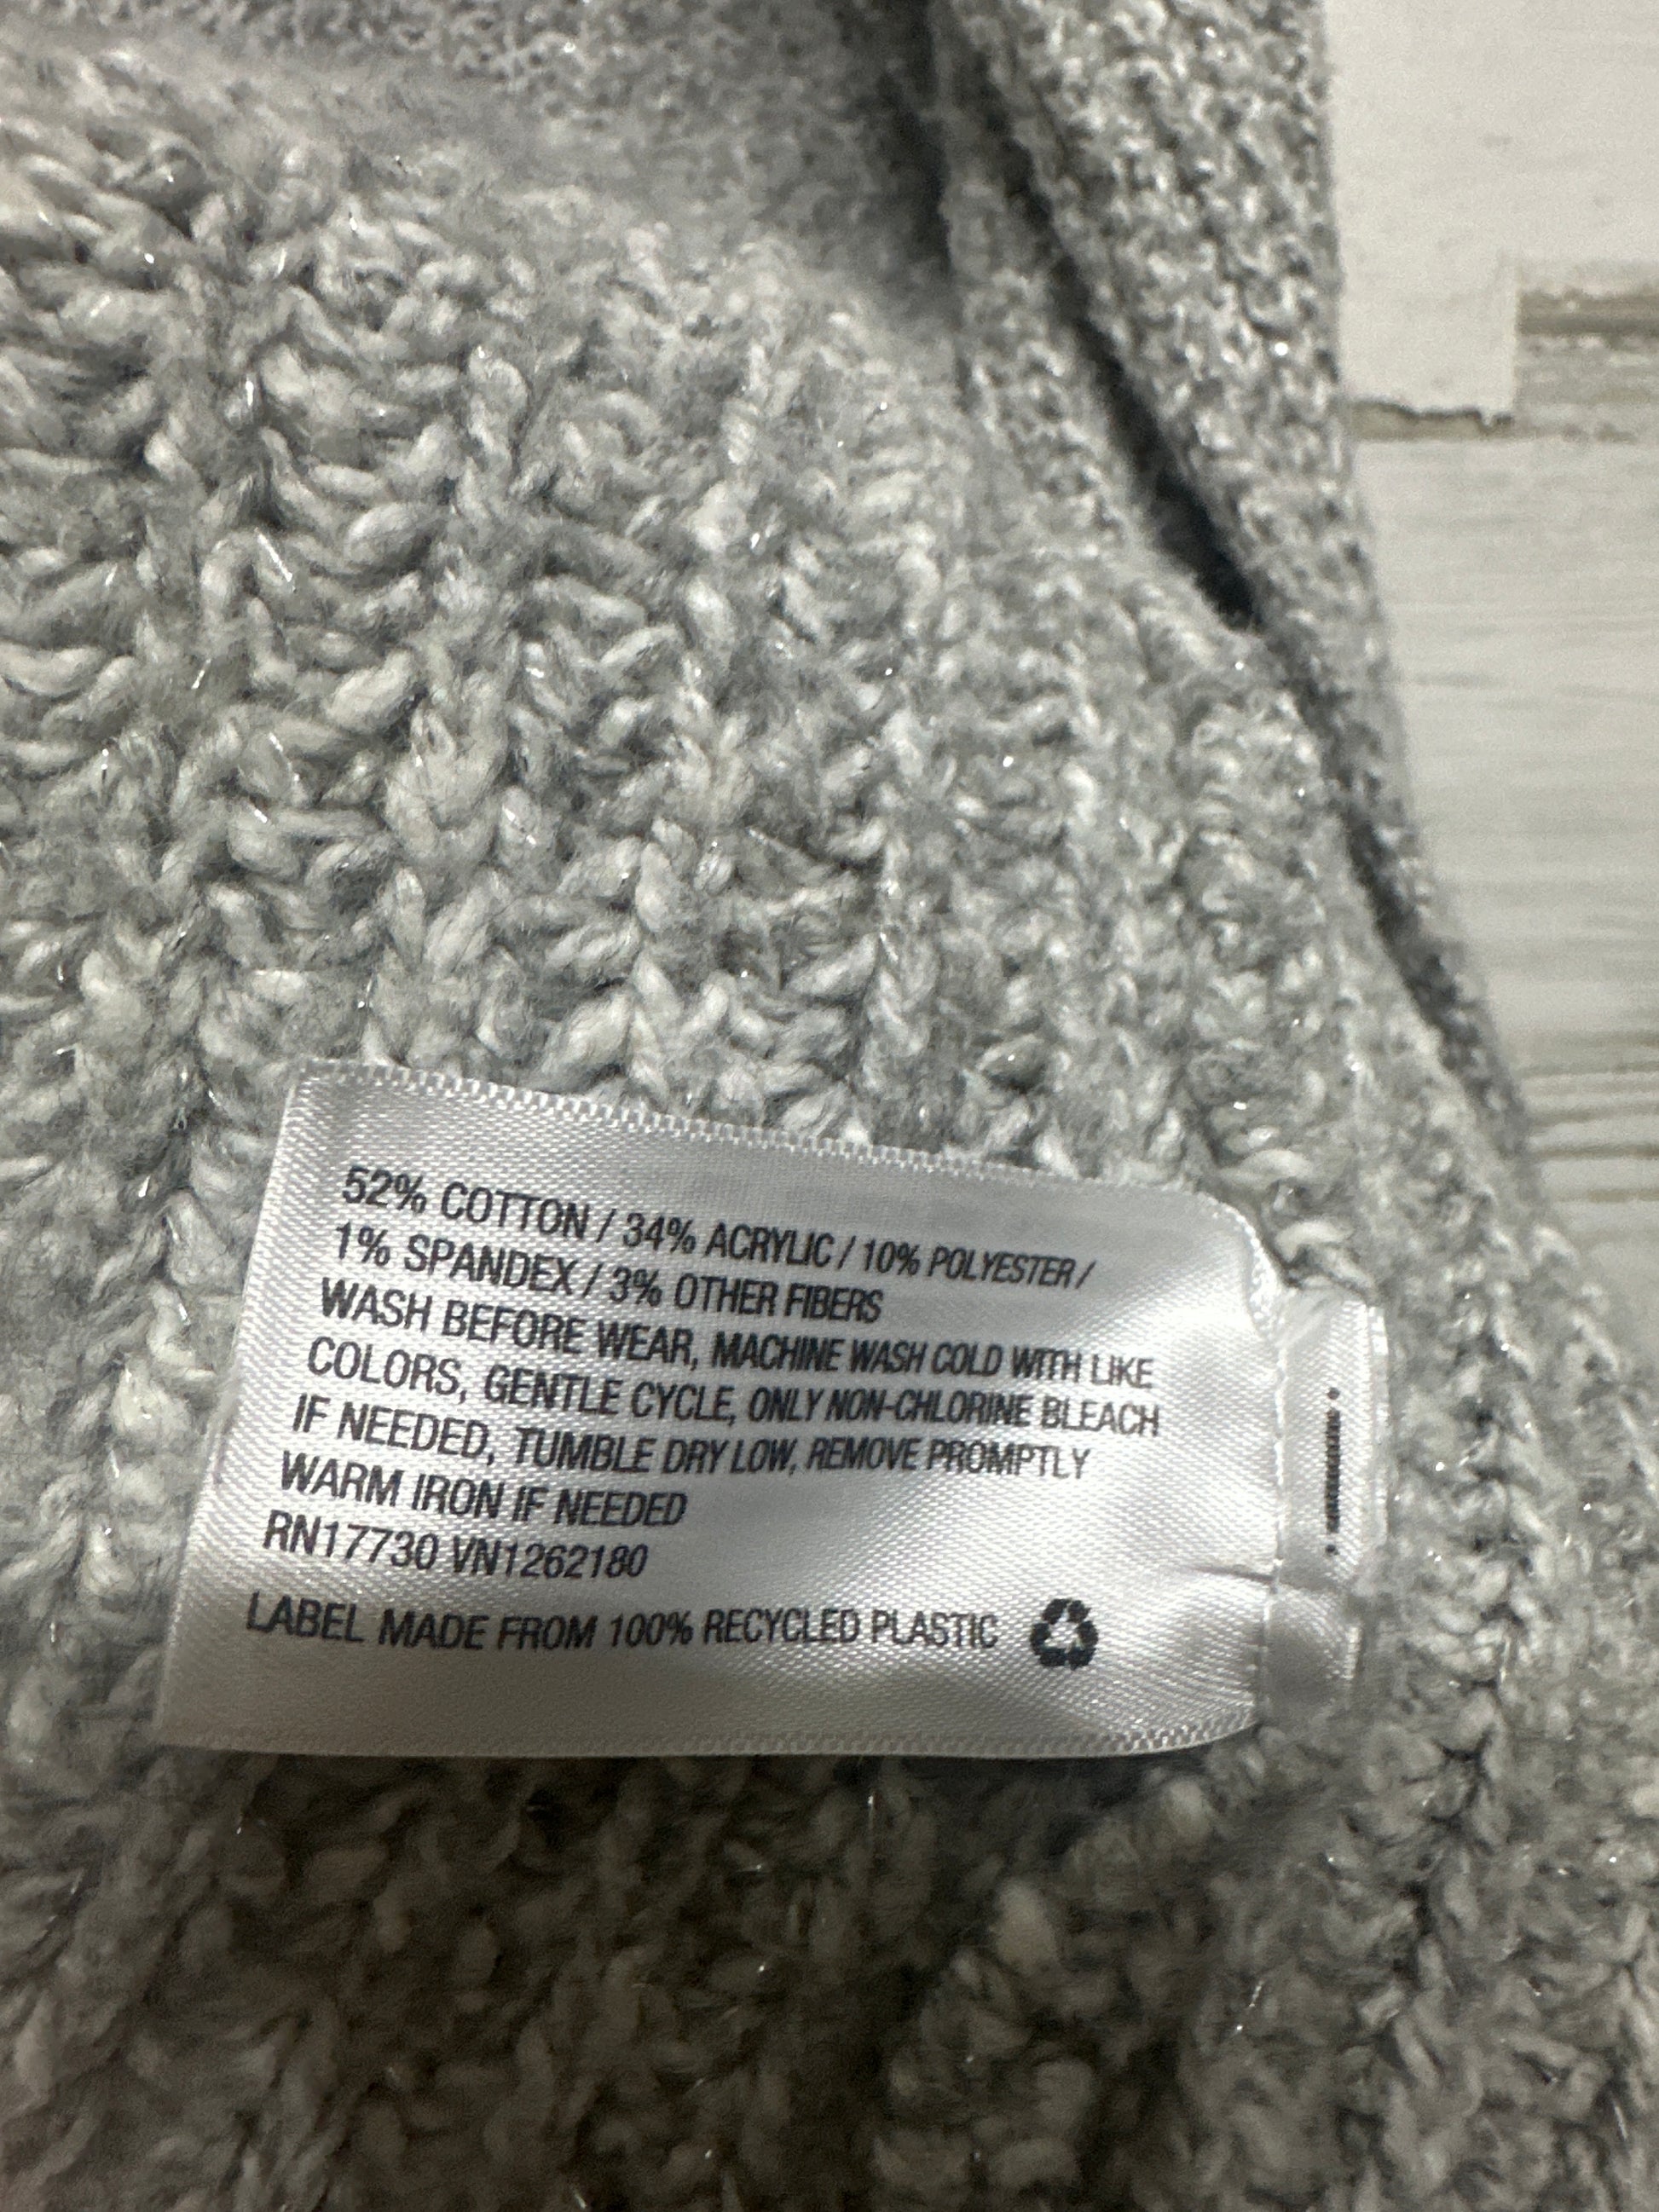 52% COTTON / 34% ACRYLIC / 10% POLYESTER /
1% SPANDEX / 3% OTHER FIBERS
WASH BEFORE WEAR, MACHINE WASH COLD WITH LIKE
COLORS, GENTLE CYCLE, ONLY NON-CHLORINE BLEACH
IF NEEDED, TUMBLE DRY LOW, REMOVE PROMPTLY
WARM IRON IF NEEDED
RN17730 VN1262180
LABEL MADE FROM 100% RECYCLED PLASTIC